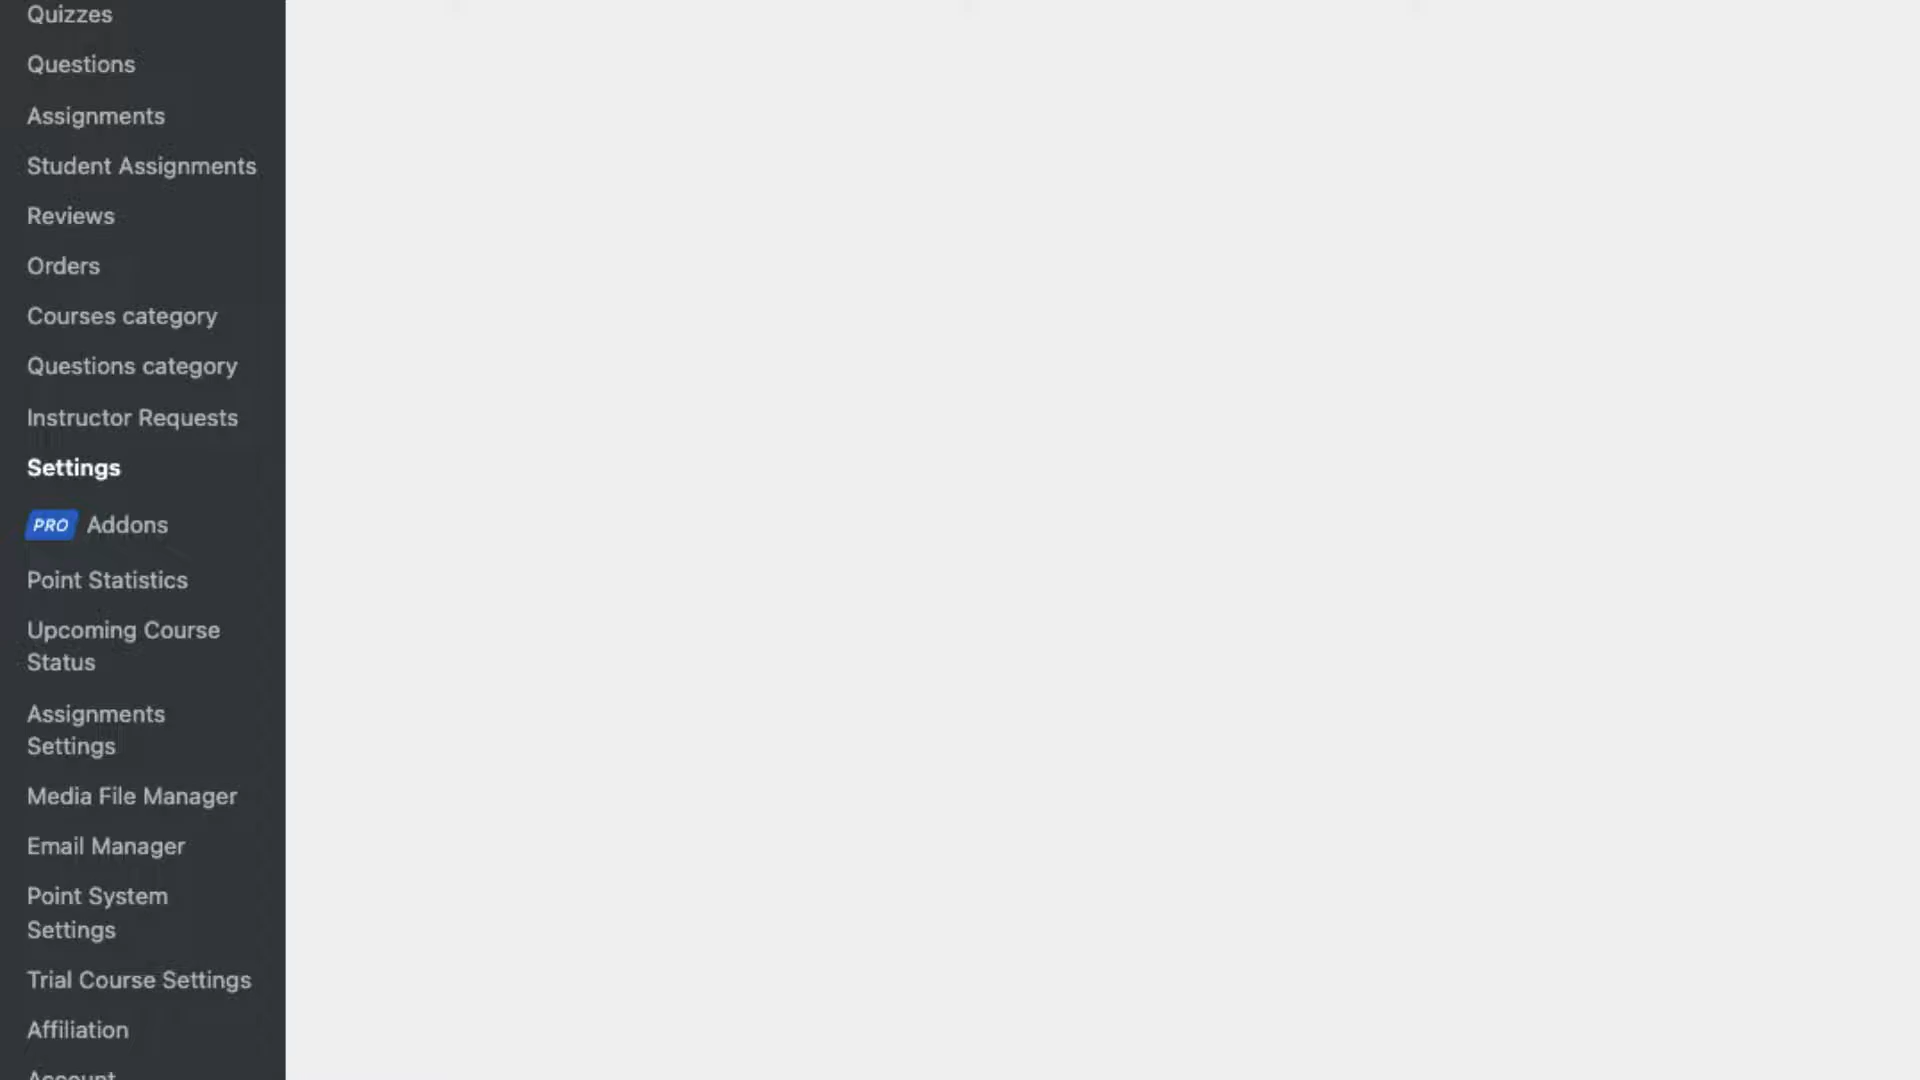 Quizzes
Questions
Assignments
Student Assignments
Reviews
Orders
Courses category
Questions category
Instructor Requests
Settings
PRO Addons
Point Statistics
Upcoming Course
Status
Assignments
Settings
Media File Manager
Email Manager
Point System
Settings
Trial Course Settings
Affiliation
Account